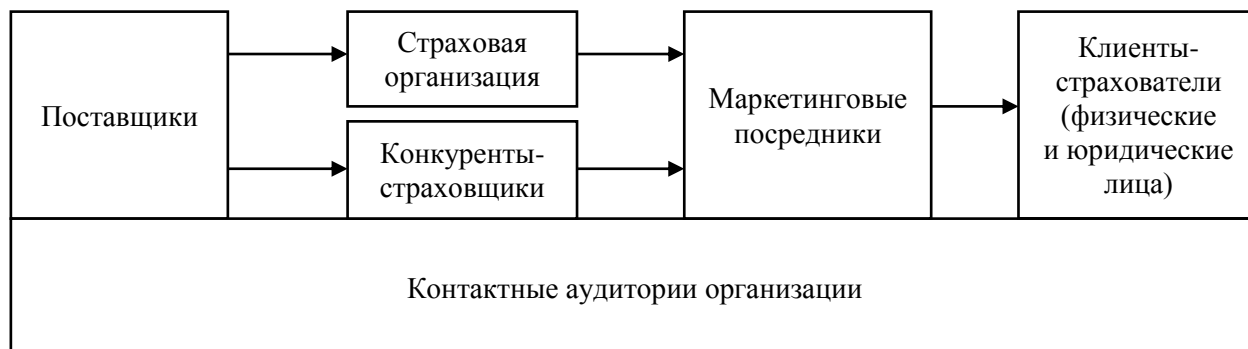 Поставщики
Страховая
организация
Конкуренты-
страховщики
Маркетинговые
посредники
Клиенты-
страхователи
(физические
и юридические
лица)
Контактные аудитории организации